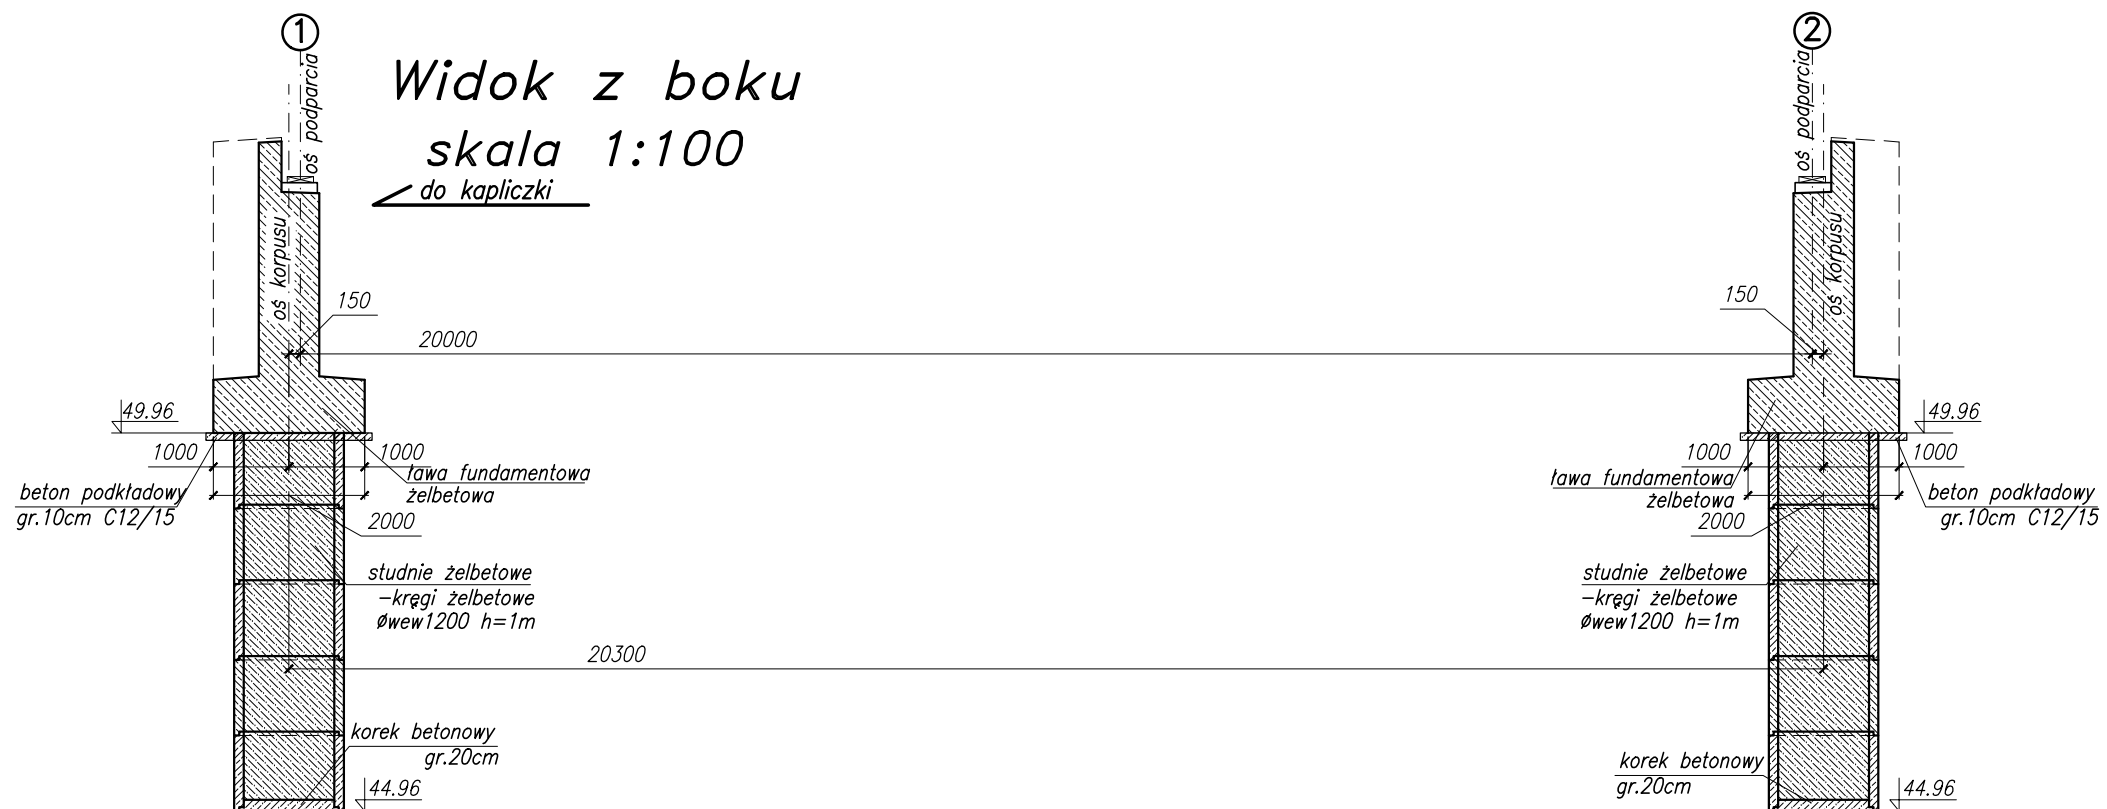 1
2
Widok z boku
skala 1:100
do kapliczki
oś podparcia
oś podparcia
oś korpusu
oś korpusu
150
150
20000
49.96
49.96
1000
1000
1000
1000
ława fundamentowa
żelbetowa
ława fundamentowa
żelbetowa
beton podkładowy
gr.10cm C12/15
beton podkładowy
gr.10cm C12/15
2000
2000
studnie żelbetowe
-kręgi żelbetowe
øwew1200 h=1m
studnie żelbetowe
-kręgi żelbetowe
øwew1200 h=1m
20300
korek betonowy
gr.20cm
korek betonowy
gr.20cm
44.96
44.96